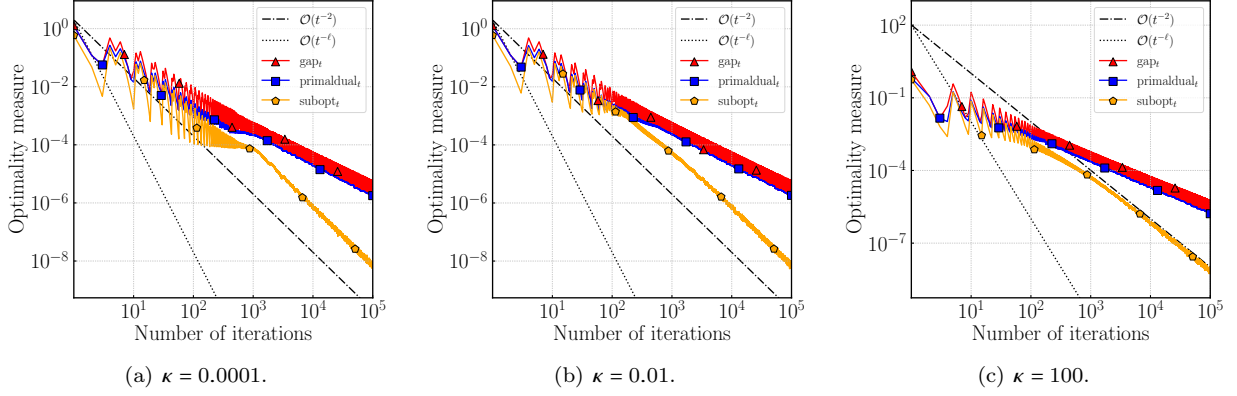 Optimality measure
10^0
10^{-2}
10^{-4}
10^{-6}
10^{-8}
10^1 10^2 10^3 10^4 10^5
Number of iterations
O(t^{-2})
O(t^{-ℓ})
gap_t
primaldual_t
subopt_t
(a) κ = 0.0001.
Optimality measure
10^0
10^{-2}
10^{-4}
10^{-6}
10^{-8}
10^1 10^2 10^3 10^4 10^5
Number of iterations
O(t^{-2})
O(t^{-ℓ})
gap_t
primaldual_t
subopt_t
(b) κ = 0.01.
Optimality measure
10^2
10^{-1}
10^{-4}
10^{-7}
10^1 10^2 10^3 10^4 10^5
Number of iterations
O(t^{-2})
O(t^{-ℓ})
gap_t
primaldual_t
subopt_t
(c) κ = 100.